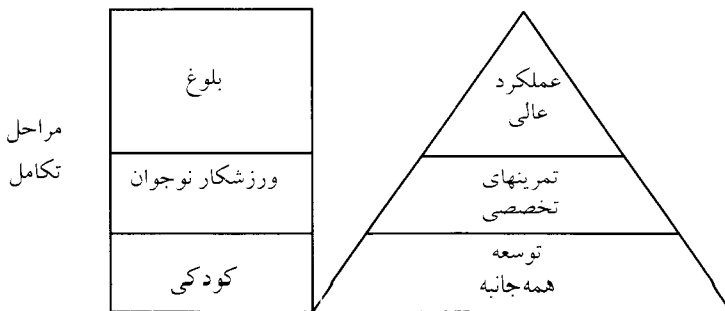 عملکرد
عالی
تمرینهای
تخصصی
توسعه
همه‌جانبه
بلوغ
ورزشکار نوجوان
کودکی
مراحل
تکامل